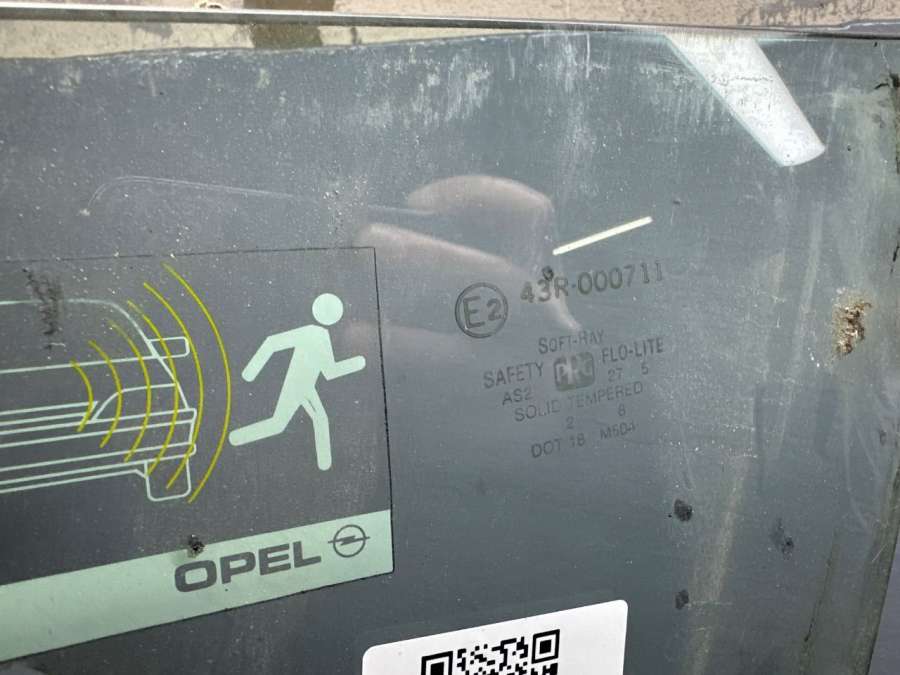 E2 43R-000711
SOFT-RAY
SAFETY PPG FLO-LITE
AS2 27 5
SOLID TEMPERED
2 8
DOT 18 M504
OPEL